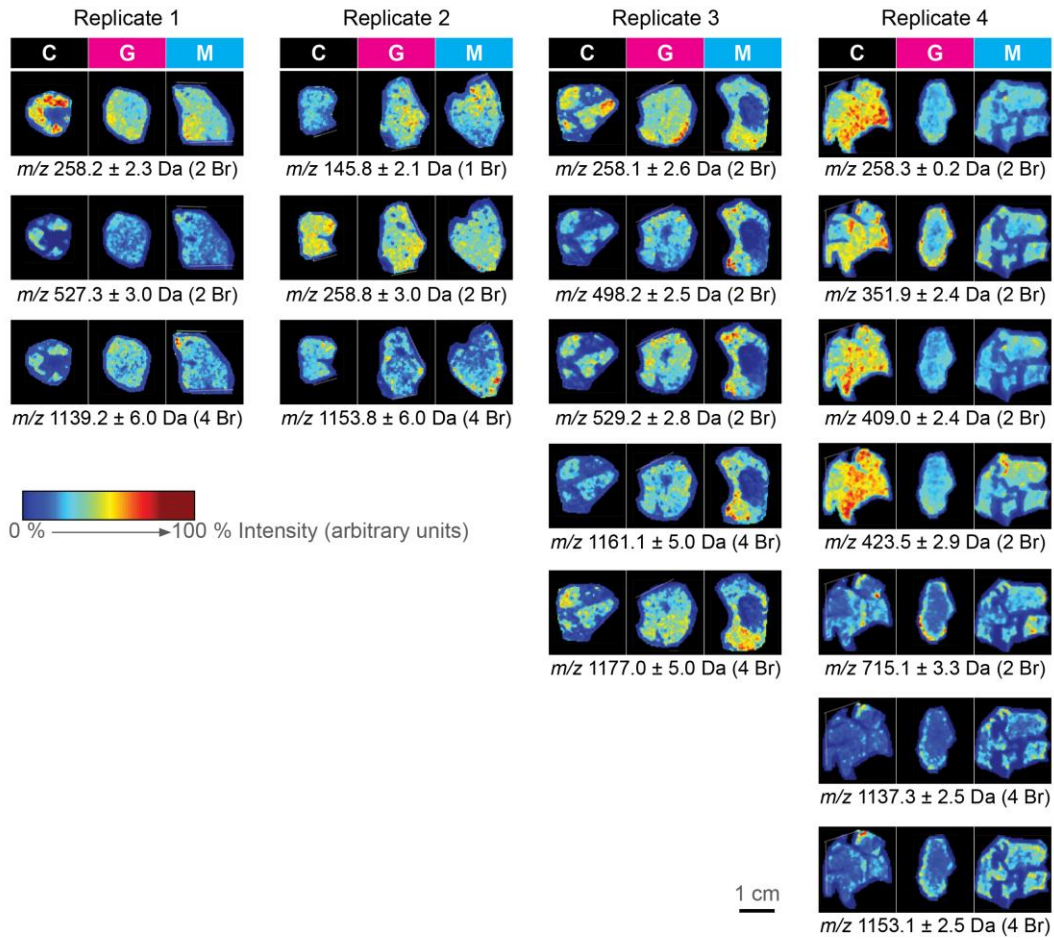 Replicate 1
C G M
m/z 258.2 ± 2.3 Da (2 Br)
m/z 527.3 ± 3.0 Da (2 Br)
m/z 1139.2 ± 6.0 Da (4 Br)
0 % 100 % Intensity (arbitrary units)
Replicate 2
C G M
m/z 145.8 ± 2.1 Da (1 Br)
m/z 258.8 ± 3.0 Da (2 Br)
m/z 1153.8 ± 6.0 Da (4 Br)
Replicate 3
C G M
m/z 258.1 ± 2.6 Da (2 Br)
m/z 498.2 ± 2.5 Da (2 Br)
m/z 529.2 ± 2.8 Da (2 Br)
m/z 1161.1 ± 5.0 Da (4 Br)
m/z 1177.0 ± 5.0 Da (4 Br)
1 cm
Replicate 4
C G M
m/z 258.3 ± 0.2 Da (2 Br)
m/z 351.9 ± 2.4 Da (2 Br)
m/z 409.0 ± 2.4 Da (2 Br)
m/z 423.5 ± 2.9 Da (2 Br)
m/z 715.1 ± 3.3 Da (2 Br)
m/z 1137.3 ± 2.5 Da (4 Br)
m/z 1153.1 ± 2.5 Da (4 Br)